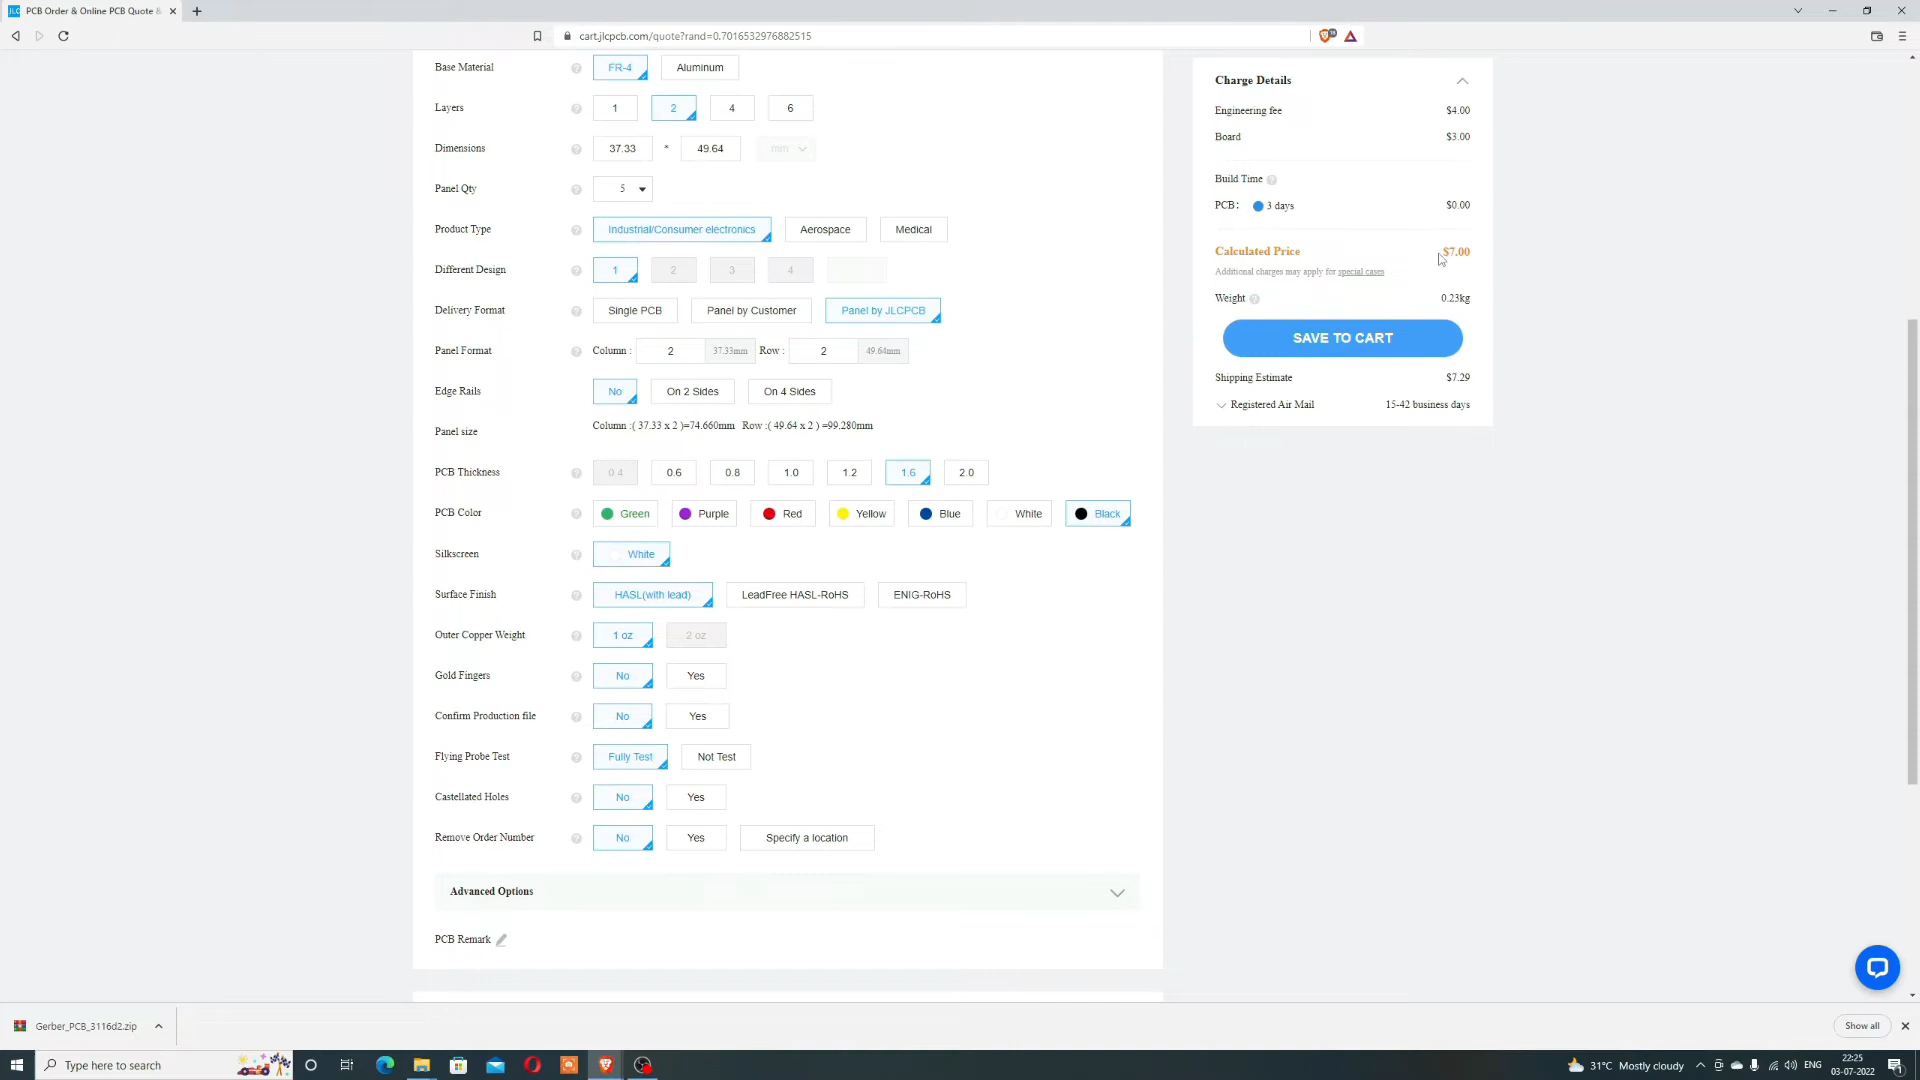 PCB Order & Online PCB Quote &
cart.jlcpcb.com/quote?rand=0.7016532976882515
Base Material FR-4 Aluminum
Layers 1 2 4 6
Dimensions 37.33 * 49.64 mm
Panel Qty 5
Product Type Industrial/Consumer electronics Aerospace Medical
Different Design 1 2 3 4
Delivery Format Single PCB Panel by Customer Panel by JLCPCB
Panel Format Column : 2 37.33mm Row : 2 49.64mm
Edge Rails No On 2 Sides On 4 Sides
Panel size Column :( 37.33 x 2 )=74.660mm Row :( 49.64 x 2 ) =99.280mm
PCB Thickness 0.4 0.6 0.8 1.0 1.2 1.6 2.0
PCB Color Green Purple Red Yellow Blue White Black
Silkscreen White
Surface Finish HASL(with lead) LeadFree HASL-RoHS ENIG-RoHS
Outer Copper Weight 1 oz 2 oz
Gold Fingers No Yes
Confirm Production file No Yes
Flying Probe Test Fully Test Not Test
Castellated Holes No Yes
Remove Order Number No Yes Specify a location
Advanced Options
PCB Remark
Charge Details
Engineering fee $4.00
Board $3.00
Build Time
PCB: 3 days $0.00
Calculated Price $7.00
Additional charges may apply for special cases
Weight 0.23kg
SAVE TO CART
Shipping Estimate $7.29
Registered Air Mail 15-42 business days
Gerber_PCB_3116d2.zip
Show all
Type here to search
31°C Mostly cloudy
ENG
22:25
03-07-2022